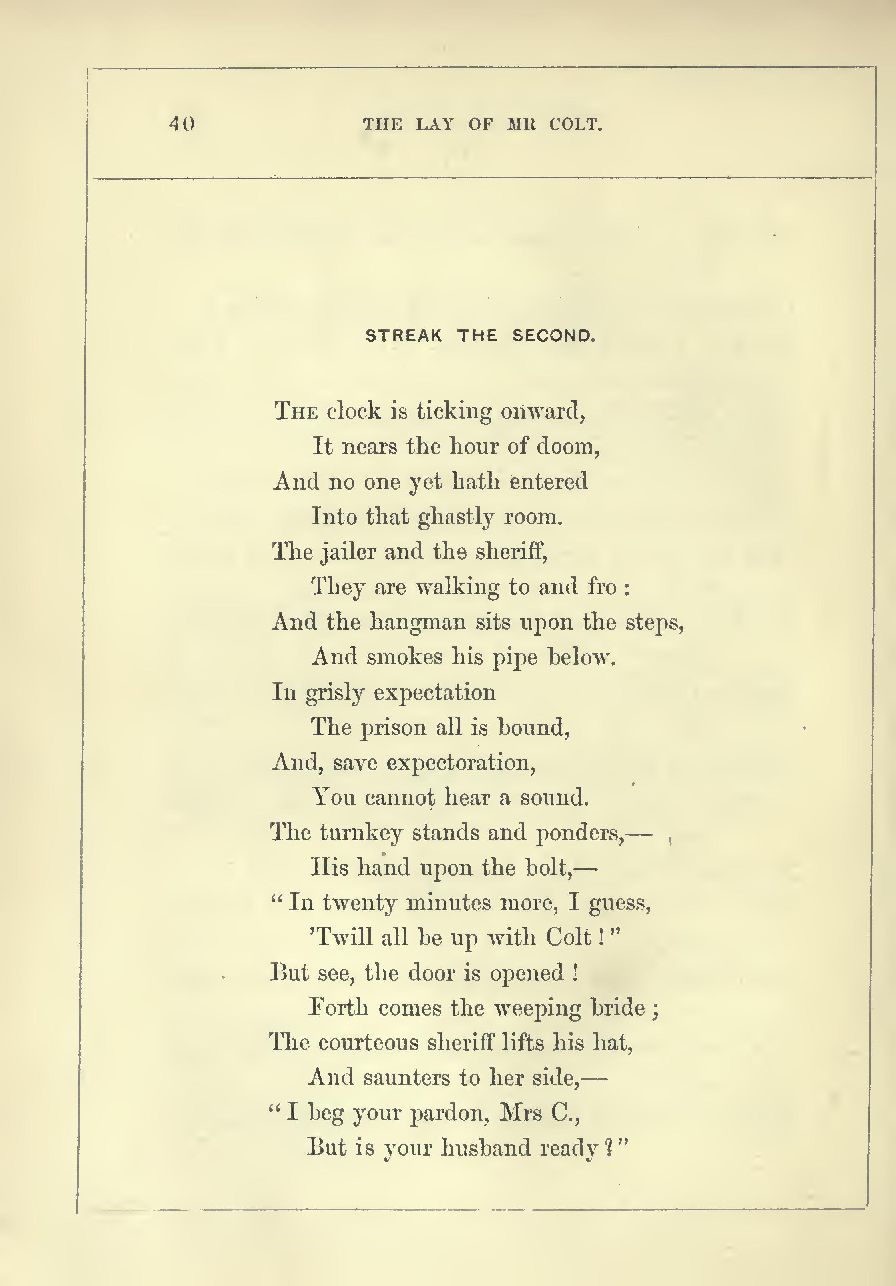 40 THE LAY OF MR COLT.
STREAK THE SECOND.
THE clock is ticking onward,
It nears the hour of doom,
And no one yet hath entered
Into that ghastly room.
The jailer and the sheriff,
They are walking to and fro :
And the hangman sits upon the steps,
And smokes his pipe below.
In grisly expectation
The prison all is bound,
And, save expectoration,
You cannot hear a sound.
The turnkey stands and ponders,—
His hand upon the bolt,—
“ In twenty minutes more, I guess,
’Twill all be up with Colt ! ”
But see, the door is opened !
Forth comes the weeping bride ;
The courteous sheriff lifts his hat,
And saunters to her side,—
“ I beg your pardon, Mrs C.,
But is your husband ready ? ”